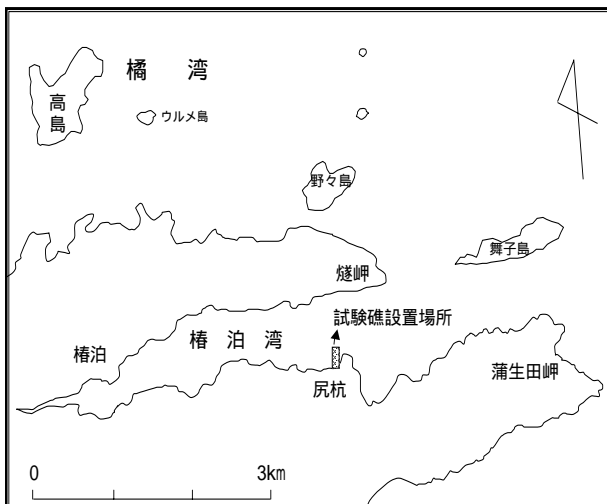 橘 湾
高島
ウルメ島
野々島
舞子島
燧岬
試験礁設置場所
椿泊湾
椿泊
蒲生田岬
尻杭
0 3km